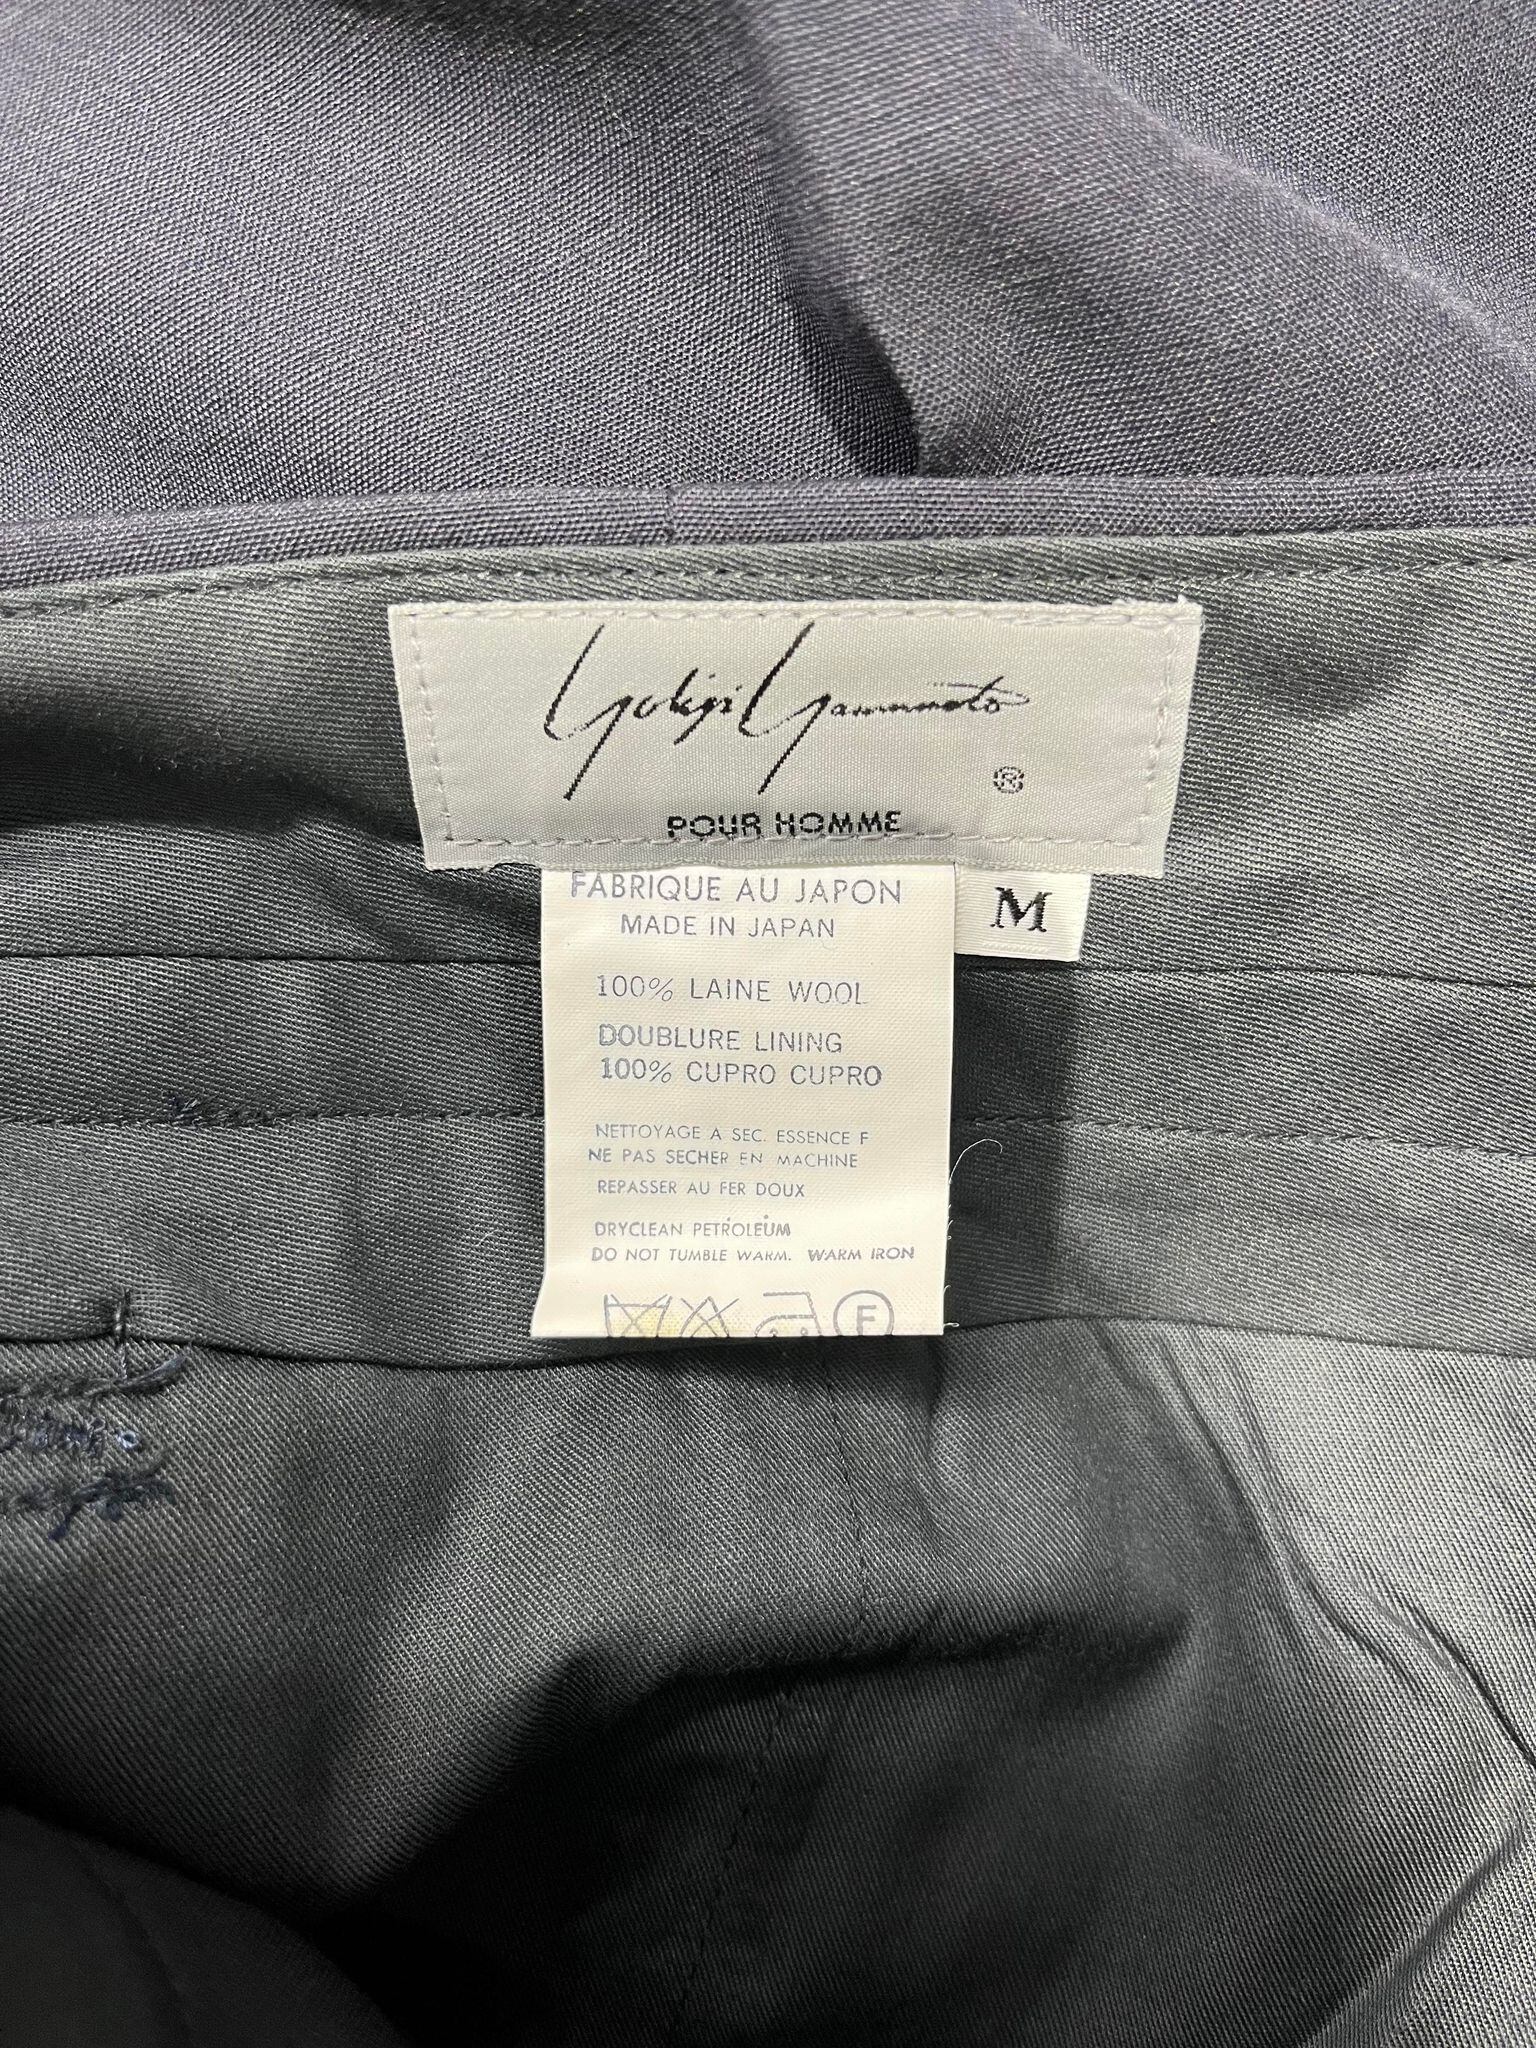 Yohji Yamamoto
®
POUR HOMME
M
FABRIQUE AU JAPON
MADE IN JAPAN
100% LAINE WOOL
DOUBLURE LINING
100% CUPRO CUPRO
NETTOYAGE A SEC. ESSENCE F
NE PAS SECHER EN MACHINE
REPASSER AU FER DOUX
DRYCLEAN PETROLEUM
DO NOT TUMBLE WARM. WARM IRON
F